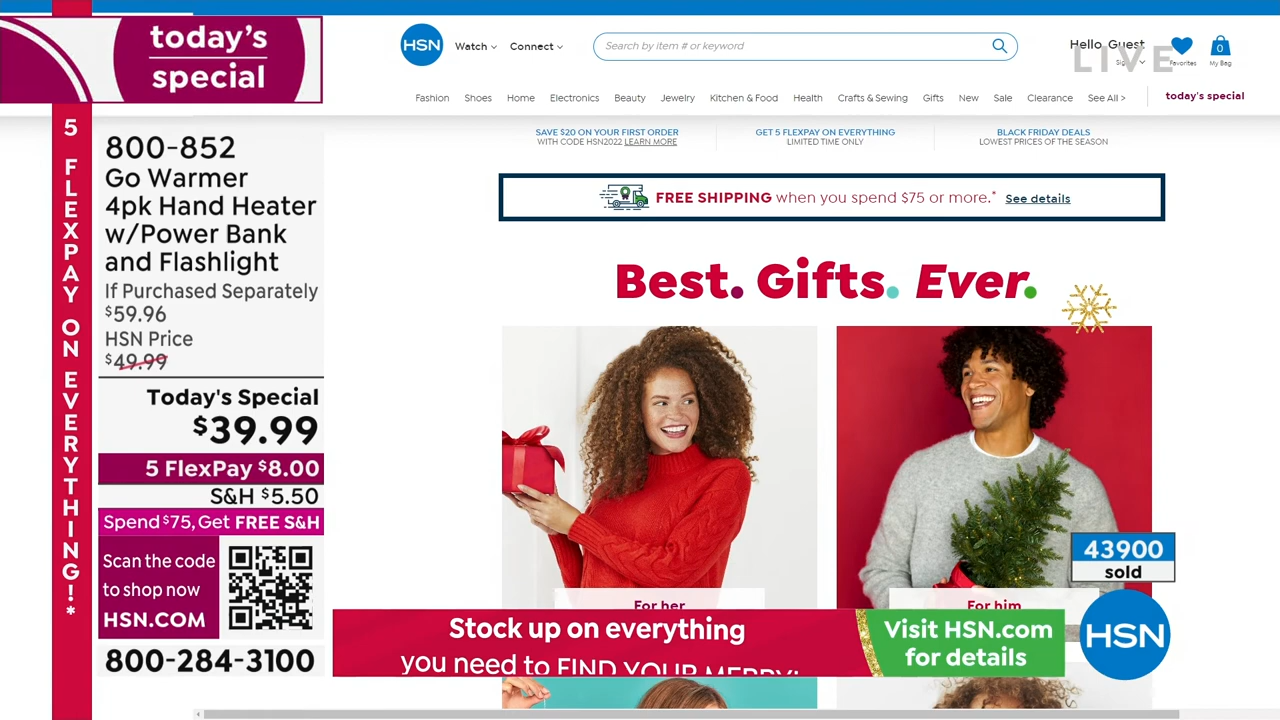 today's
special
5 FLEXPAY ON EVERYTHING!*
800-852
Go Warmer
4pk Hand Heater
w/Power Bank
and Flashlight
If Purchased Separately
$59.96
HSN Price
$49.99
Today's Special
$39.99
5 FlexPay $8.00
S&H $5.50
Spend $75, Get FREE S&H
Scan the code
to shop now
HSN.COM
800-284-3100
HSN
Watch
Connect
Search by item # or keyword
Hello, Guest
LIVE
Favorites
My Bag
Fashion Shoes Home Electronics Beauty Jewelry Kitchen & Food Health Crafts & Sewing Gifts New Sale Clearance See All >
today's special
SAVE $20 ON YOUR FIRST ORDER
WITH CODE HSN2022 LEARN MORE
GET 5 FLEXPAY ON EVERYTHING
LIMITED TIME ONLY
BLACK FRIDAY DEALS
LOWEST PRICES OF THE SEASON
FREE SHIPPING when you spend $75 or more.* See details
Best. Gifts. Ever.
For her
For him
43900
sold
Stock up on everything
you need to FIND YOUR MERRY!
Visit HSN.com
for details
HSN